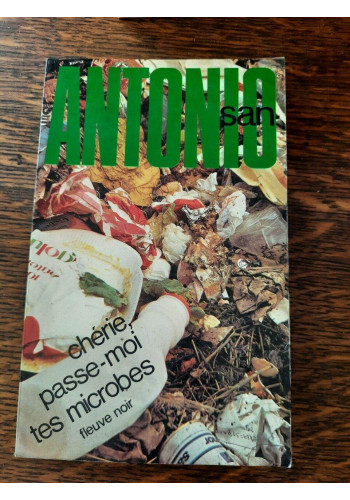 san-
ANTONIO
chérie,
passe-moi
tes microbes
fleuve noir